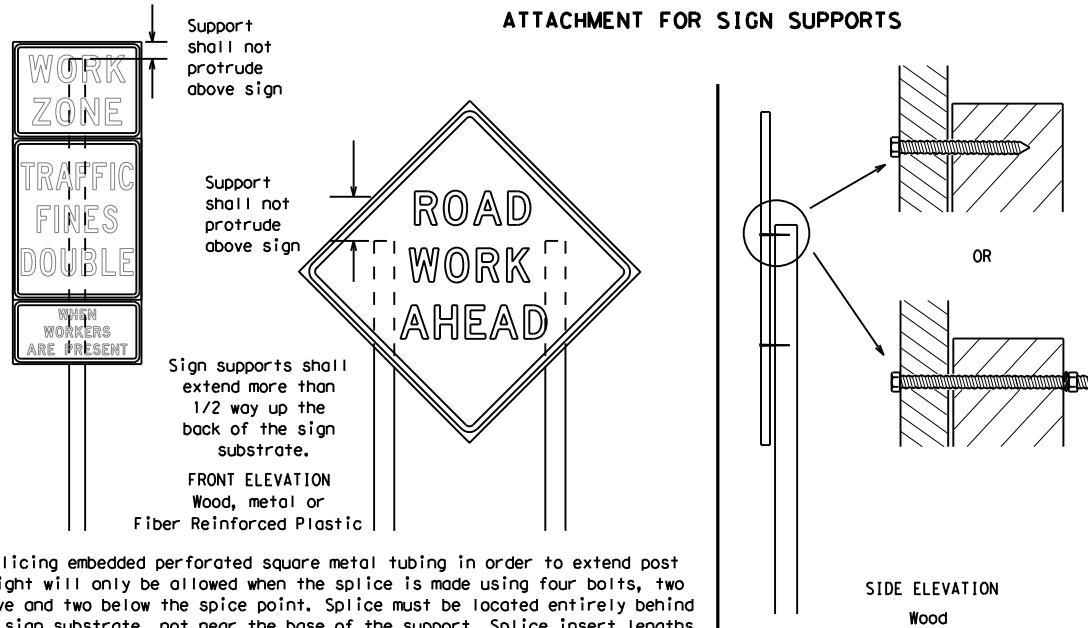 ATTACHMENT FOR SIGN SUPPORTS
Support
shall not
protrude
above sign
WORK
ZONE
TRAFFIC
FINES
DOUBLE
WHEN
WORKERS
ARE PRESENT
Support
shall not
protrude
above sign
ROAD
WORK
AHEAD
Sign supports shall
extend more than
1/2 way up the
back of the sign
substrate.
FRONT ELEVATION
Wood, metal or
Fiber Reinforced Plastic
OR
SIDE ELEVATION
Wood
licing embedded perforated square metal tubing in order to extend post
ight will only be allowed when the splice is made using four bolts, two
ve and two below the spice point. Splice must be located entirely behind
sign substrate, not near the base of the support. Splice insert lengths